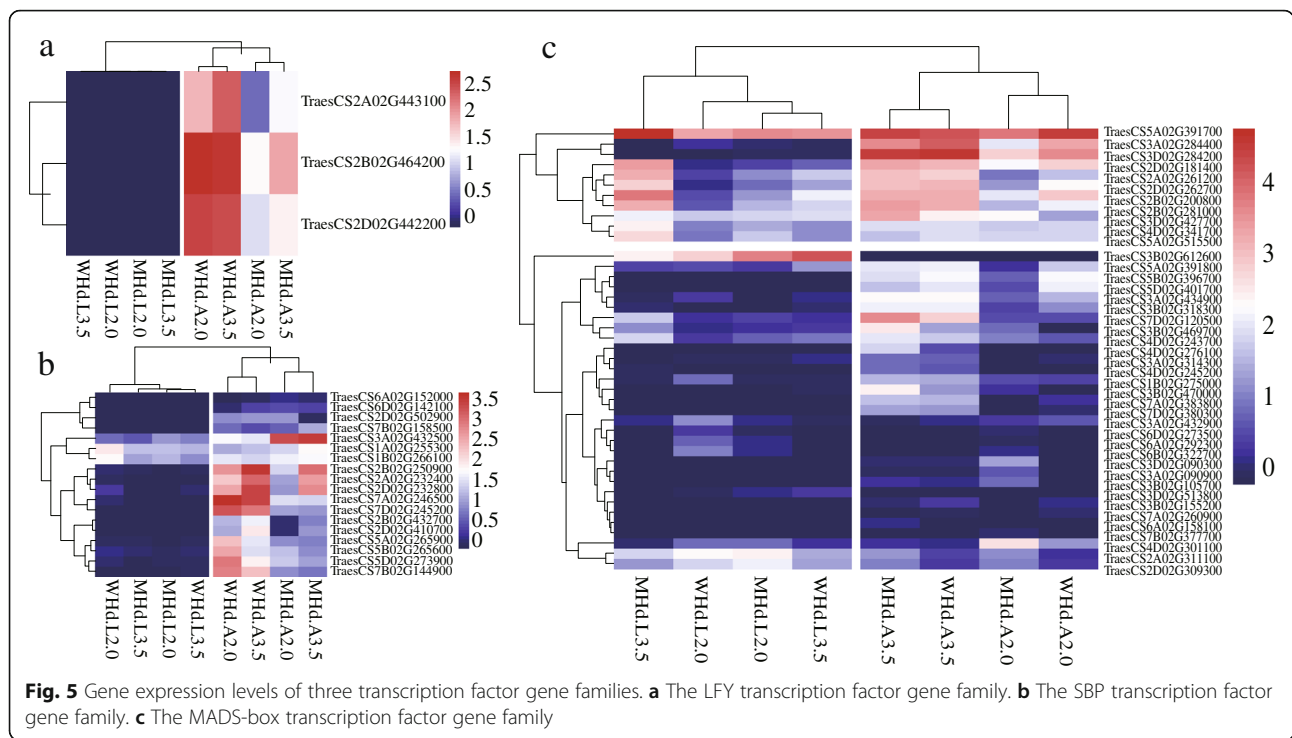 a
2.5
2
1.5
1
0.5
0
TraesCS2A02G443100
TraesCS2B02G464200
TraesCS2D02G442200
WHd.L3.5
WHd.L2.0
MHd.L2.0
MHd.L3.5
WHd.A2.0
WHd.A3.5
MHd.A2.0
MHd.A3.5
b
TraesCS6A02G152000
TraesCS6D02G142100
TraesCS2D02G502900
TraesCS7B02G158500
TraesCS3A02G432500
TraesCS1A02G255300
TraesCS1B02G266100
TraesCS2B02G250900
TraesCS2A02G232400
TraesCS2D02G232800
TraesCS7A02G246500
TraesCS7D02G245200
TraesCS2B02G432700
TraesCS2D02G410700
TraesCS5A02G265900
TraesCS5B02G265600
TraesCS5D02G273900
TraesCS7B02G144900
3.5
3
2.5
2
1.5
1
0.5
0
WHd.L2.0
MHd.L3.5
MHd.L2.0
WHd.L3.5
WHd.A2.0
WHd.A3.5
MHd.A2.0
MHd.A3.5
c
TraesCS5A02G391700
TraesCS3A02G284400
TraesCS3D02G284200
TraesCS2D02G181400
TraesCS2A02G261200
TraesCS2D02G262700
TraesCS2B02G200800
TraesCS2B02G281000
TraesCS3D02G427700
TraesCS4D02G341700
TraesCS5A02G515500
TraesCS3B02G612600
TraesCS5A02G391800
TraesCS5B02G396700
TraesCS5D02G401700
TraesCS3A02G434900
TraesCS3B02G318300
TraesCS7D02G120500
TraesCS3B02G469700
TraesCS4D02G243700
TraesCS4D02G276100
TraesCS3A02G314300
TraesCS4D02G245200
TraesCS1B02G275000
TraesCS3B02G470000
TraesCS7A02G383800
TraesCS7D02G380300
TraesCS3A02G432900
TraesCS6D02G273500
TraesCS6A02G292300
TraesCS6B02G322700
TraesCS3D02G090300
TraesCS3A02G090900
TraesCS3B02G105700
TraesCS3D02G513800
TraesCS3B02G155200
TraesCS7A02G260900
TraesCS6A02G158100
TraesCS7B02G377700
TraesCS4D02G301100
TraesCS2A02G311100
TraesCS2D02G309300
4
3
2
1
0
MHd.L3.5
WHd.L2.0
MHd.L2.0
WHd.L3.5
MHd.A3.5
WHd.A3.5
MHd.A2.0
WHd.A2.0
Fig. 5 Gene expression levels of three transcription factor gene families. a The LFY transcription factor gene family. b The SBP transcription factor
gene family. c The MADS-box transcription factor gene family